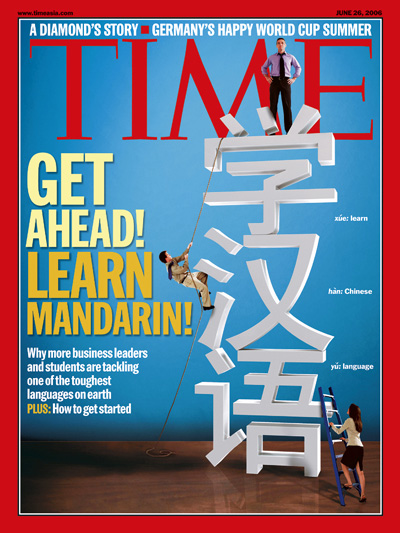 www.timeasia.com
JUNE 26, 2006
A DIAMOND'S STORY ■ GERMANY'S HAPPY WORLD CUP SUMMER
TIME
GET
AHEAD!
LEARN
MANDARIN!
Why more business leaders
and students are tackling
one of the toughest
languages on earth
PLUS: How to get started
学
xúe: learn
汉
hàn: Chinese
语
yŭ: language